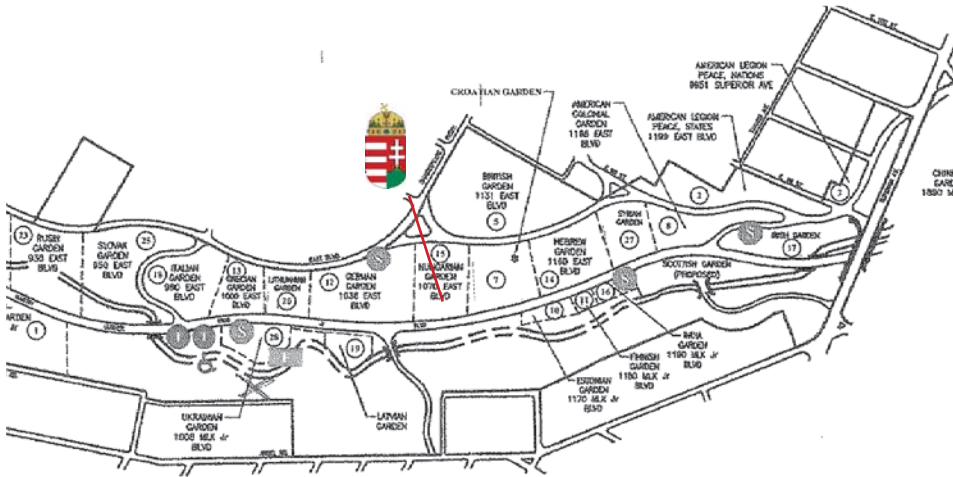 CROATIAN GARDEN
AMERICAN
COLONIAL
GARDEN
1186 EAST
BLVD
AMERICAN LEGION
PEACE, NATIONS
9651 SUPERIOR AVE
AMERICAN LEGION
PEACE, STATES
1199 EAST BLVD
BRITISH
GARDEN
1131 EAST
BLVD
5
2
3
23
RUSIN
GARDEN
938 EAST
BLVD
SLOVAK
GARDEN
950 EAST
BLVD
25
18
ITALIAN
GARDEN
990 EAST
BLVD
13
GRECIAN
GARDEN
1000 EAST
BLVD
LITHUANIAN
GARDEN
20
12
GERMAN
GARDEN
1036 EAST
BLVD
EAST BLVD
S
15
HUNGARIAN
GARDEN
BLVD
7
14
HEBREW
GARDEN
1160 EAST
BLVD
SYRIAN
GARDEN
27
8
S
IRISH GARDEN
17
SCOTTISH GARDEN
(PROPOSED)
S
1
S
26
19
10
11
16
INDIA
GARDEN
1190 MLK Jr
BLVD
FINNISH
GARDEN
1180 MLK Jr
BLVD
ESTONIAN
GARDEN
1170 MLK Jr
BLVD
UKRAINIAN
GARDEN
1008 MLK Jr
BLVD
LATVIAN
GARDEN